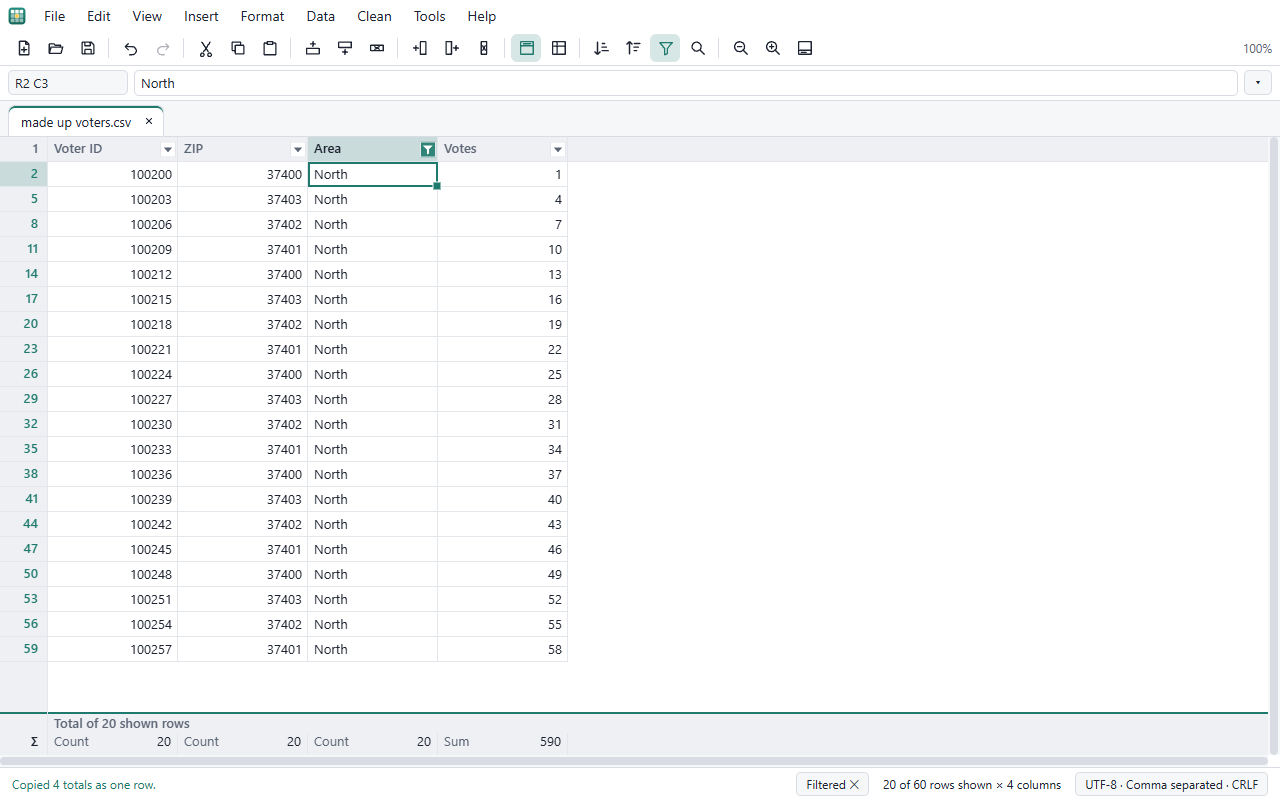 File Edit View Insert Format Data Clean Tools Help
100%
R2 C3 North
made up voters.csv
1 Voter ID ZIP Area Votes
2 100200 37400 North 1
5 100203 37403 North 4
8 100206 37402 North 7
11 100209 37401 North 10
14 100212 37400 North 13
17 100215 37403 North 16
20 100218 37402 North 19
23 100221 37401 North 22
26 100224 37400 North 25
29 100227 37403 North 28
32 100230 37402 North 31
35 100233 37401 North 34
38 100236 37400 North 37
41 100239 37403 North 40
44 100242 37402 North 43
47 100245 37401 North 46
50 100248 37400 North 49
53 100251 37403 North 52
56 100254 37402 North 55
59 100257 37401 North 58
Total of 20 shown rows
Σ Count 20 Count 20 Count 20 Sum 590
Copied 4 totals as one row. Filtered 20 of 60 rows shown × 4 columns UTF-8 · Comma separated · CRLF